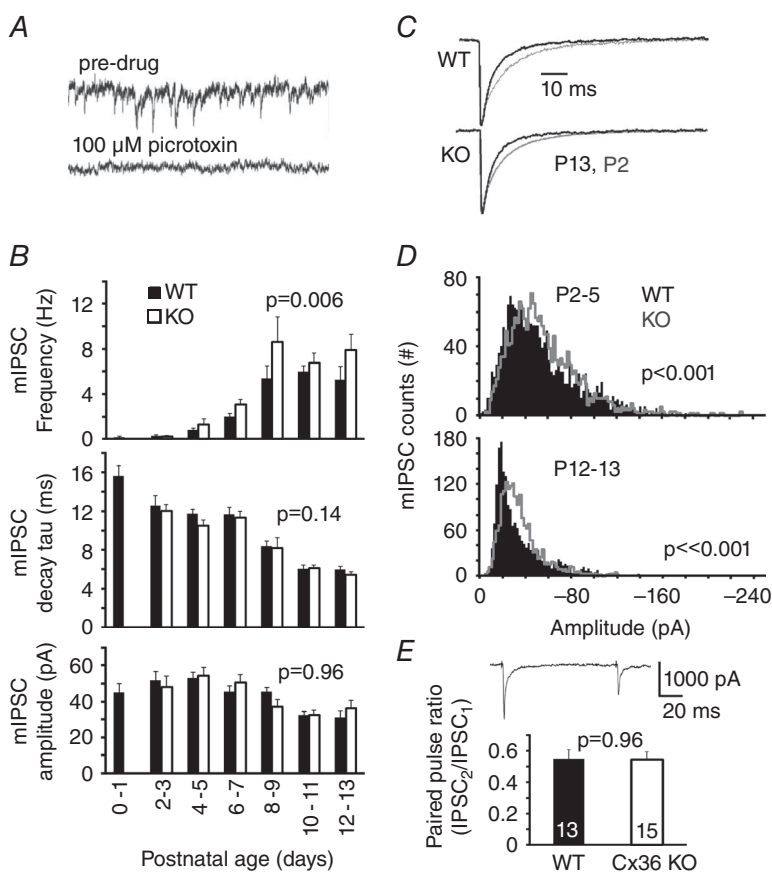 A
pre-drug
100 µM picrotoxin
B
WT
KO
p=0.006
mIPSC
Frequency (Hz)
12
8
4
0
p=0.14
mIPSC
decay tau (ms)
16
12
8
4
0
p=0.96
mIPSC
amplitude (pA)
60
40
20
0
0 -1
2-3
4 -5
6 -7
8 -9
10 -11
12 -13
Postnatal age (days)
C
WT
10 ms
KO
P13, P2
D
P2-5
WT
KO
p<0.001
80
40
0
mIPSC counts (#)
P12-13
p<<0.001
180
120
60
0
0
−80
−160
−240
Amplitude (pA)
E
1000 pA
20 ms
p=0.96
Paired pulse ratio
(IPSC2/IPSC1)
0.6
0.4
0.2
0
13
15
WT
Cx36 KO